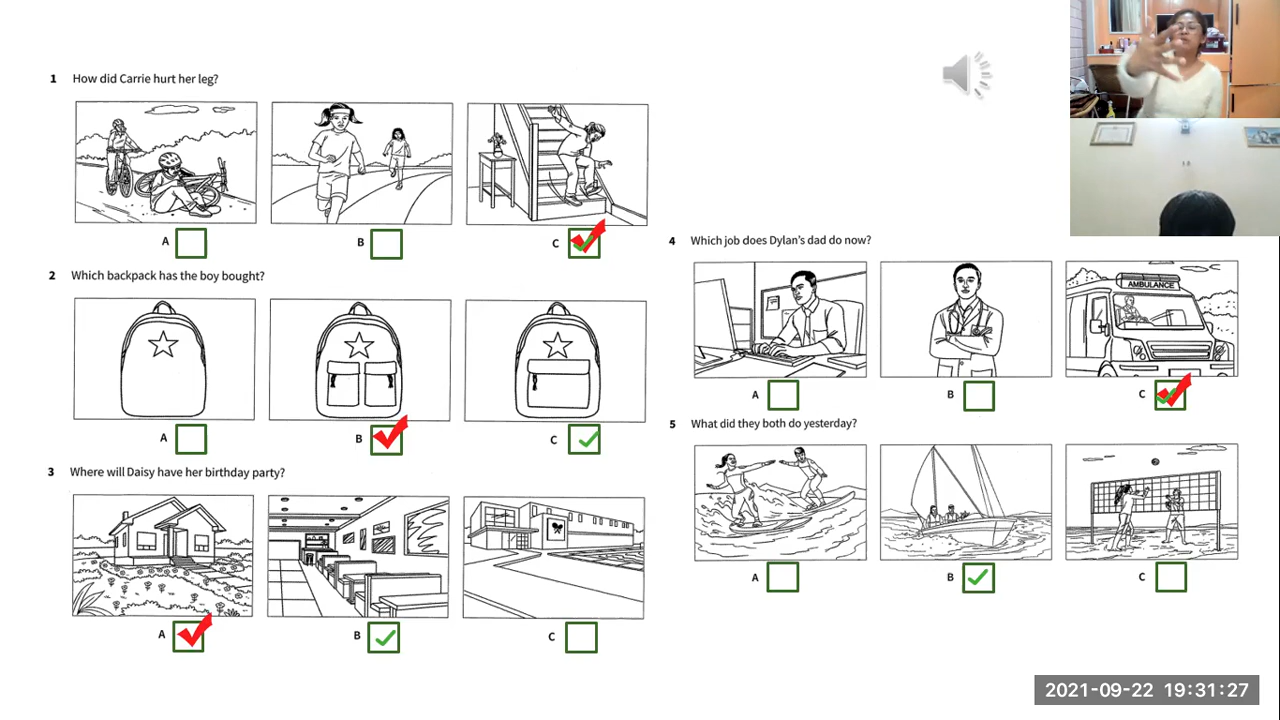 1 How did Carrie hurt her leg?
A
B
C
2 Which backpack has the boy bought?
A
B
C
3 Where will Daisy have her birthday party?
A
B
C
4 Which job does Dylan's dad do now?
AMBULANCE
A
B
C
5 What did they both do yesterday?
A
B
C
2021-09-22 19:31:27